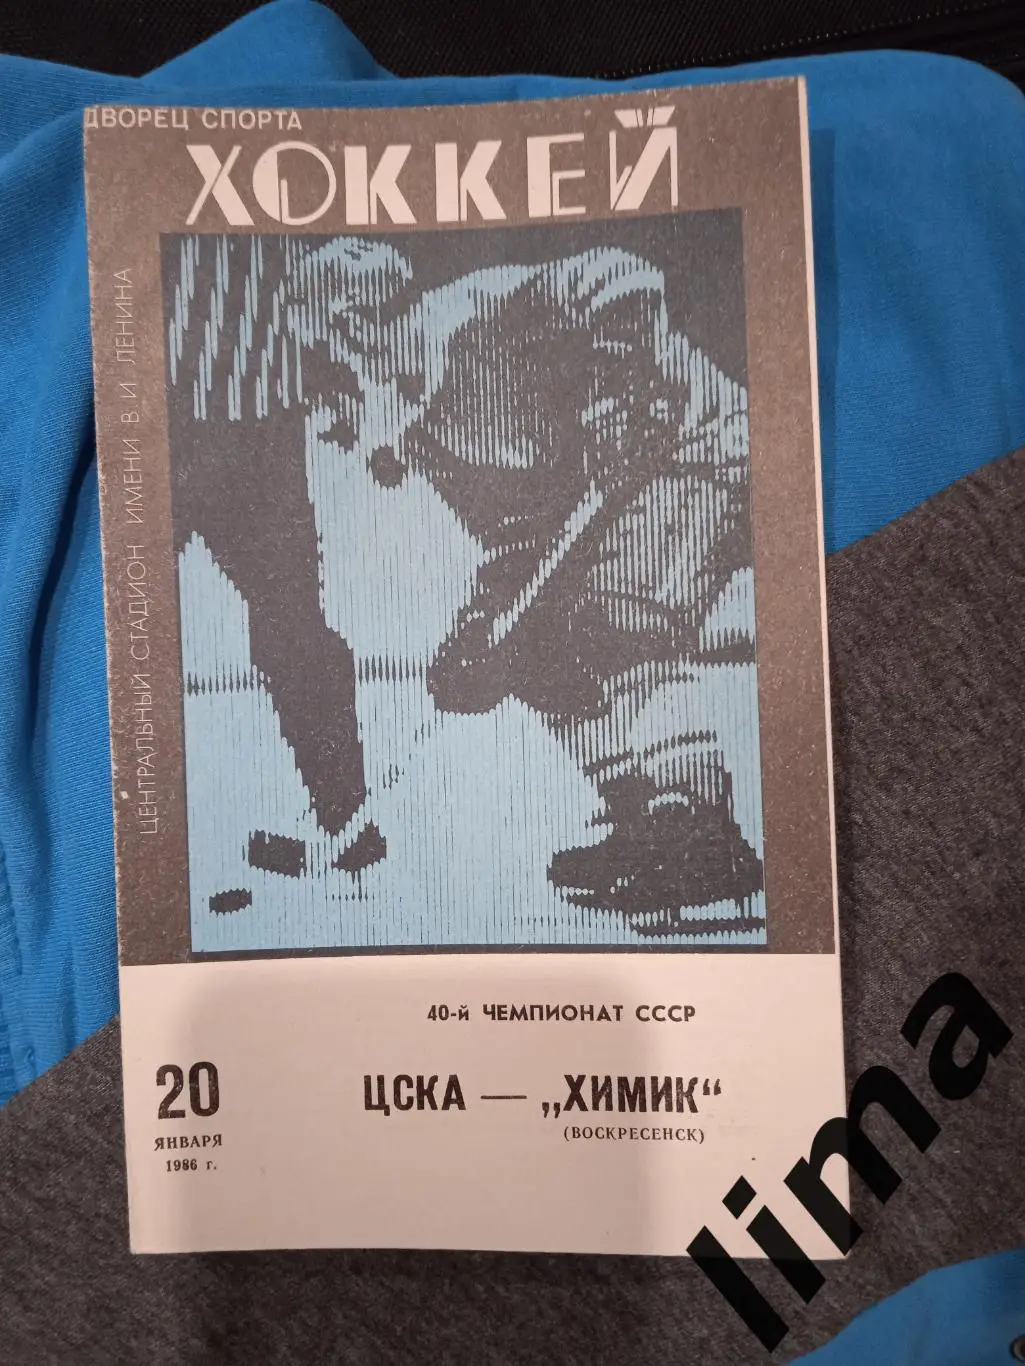 ДВОРЕЦ СПОРТА
ХОККЕЙ
ЦЕНТРАЛЬНЫЙ СТАДИОН ИМЕНИ В И ЛЕНИНА
40-й ЧЕМПИОНАТ СССР
20
ЯНВАРЯ
1986 г.
ЦСКА — „ХИМИК“
(ВОСКРЕСЕНСК)
lima